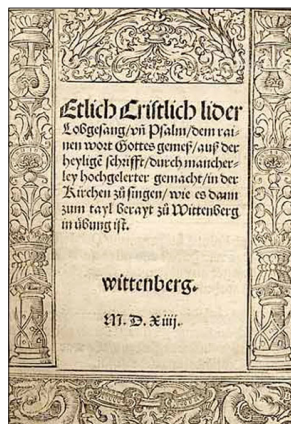 Etlich Cristlich lider
Lobgesang/vñ Psalm/dem rai-
nen wort Gottes gemeß/auß der
heylige schrifft/durch mancher-
ley hochgelerter gemacht/in der
Kirchen zů singen/wie es dann
zum tayl berayt zů Wittenberg
in übung ist.
wittenberg.
M. D. Xiiij.